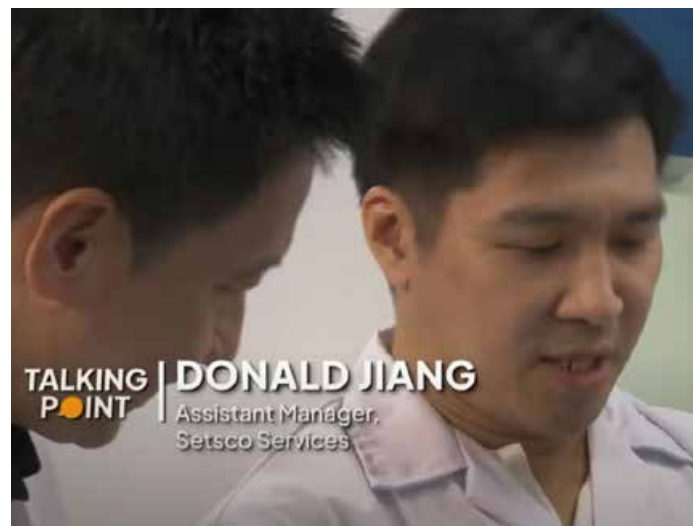 TALKING
POINT
DONALD JIANG
Assistant Manager,
Setsco Services